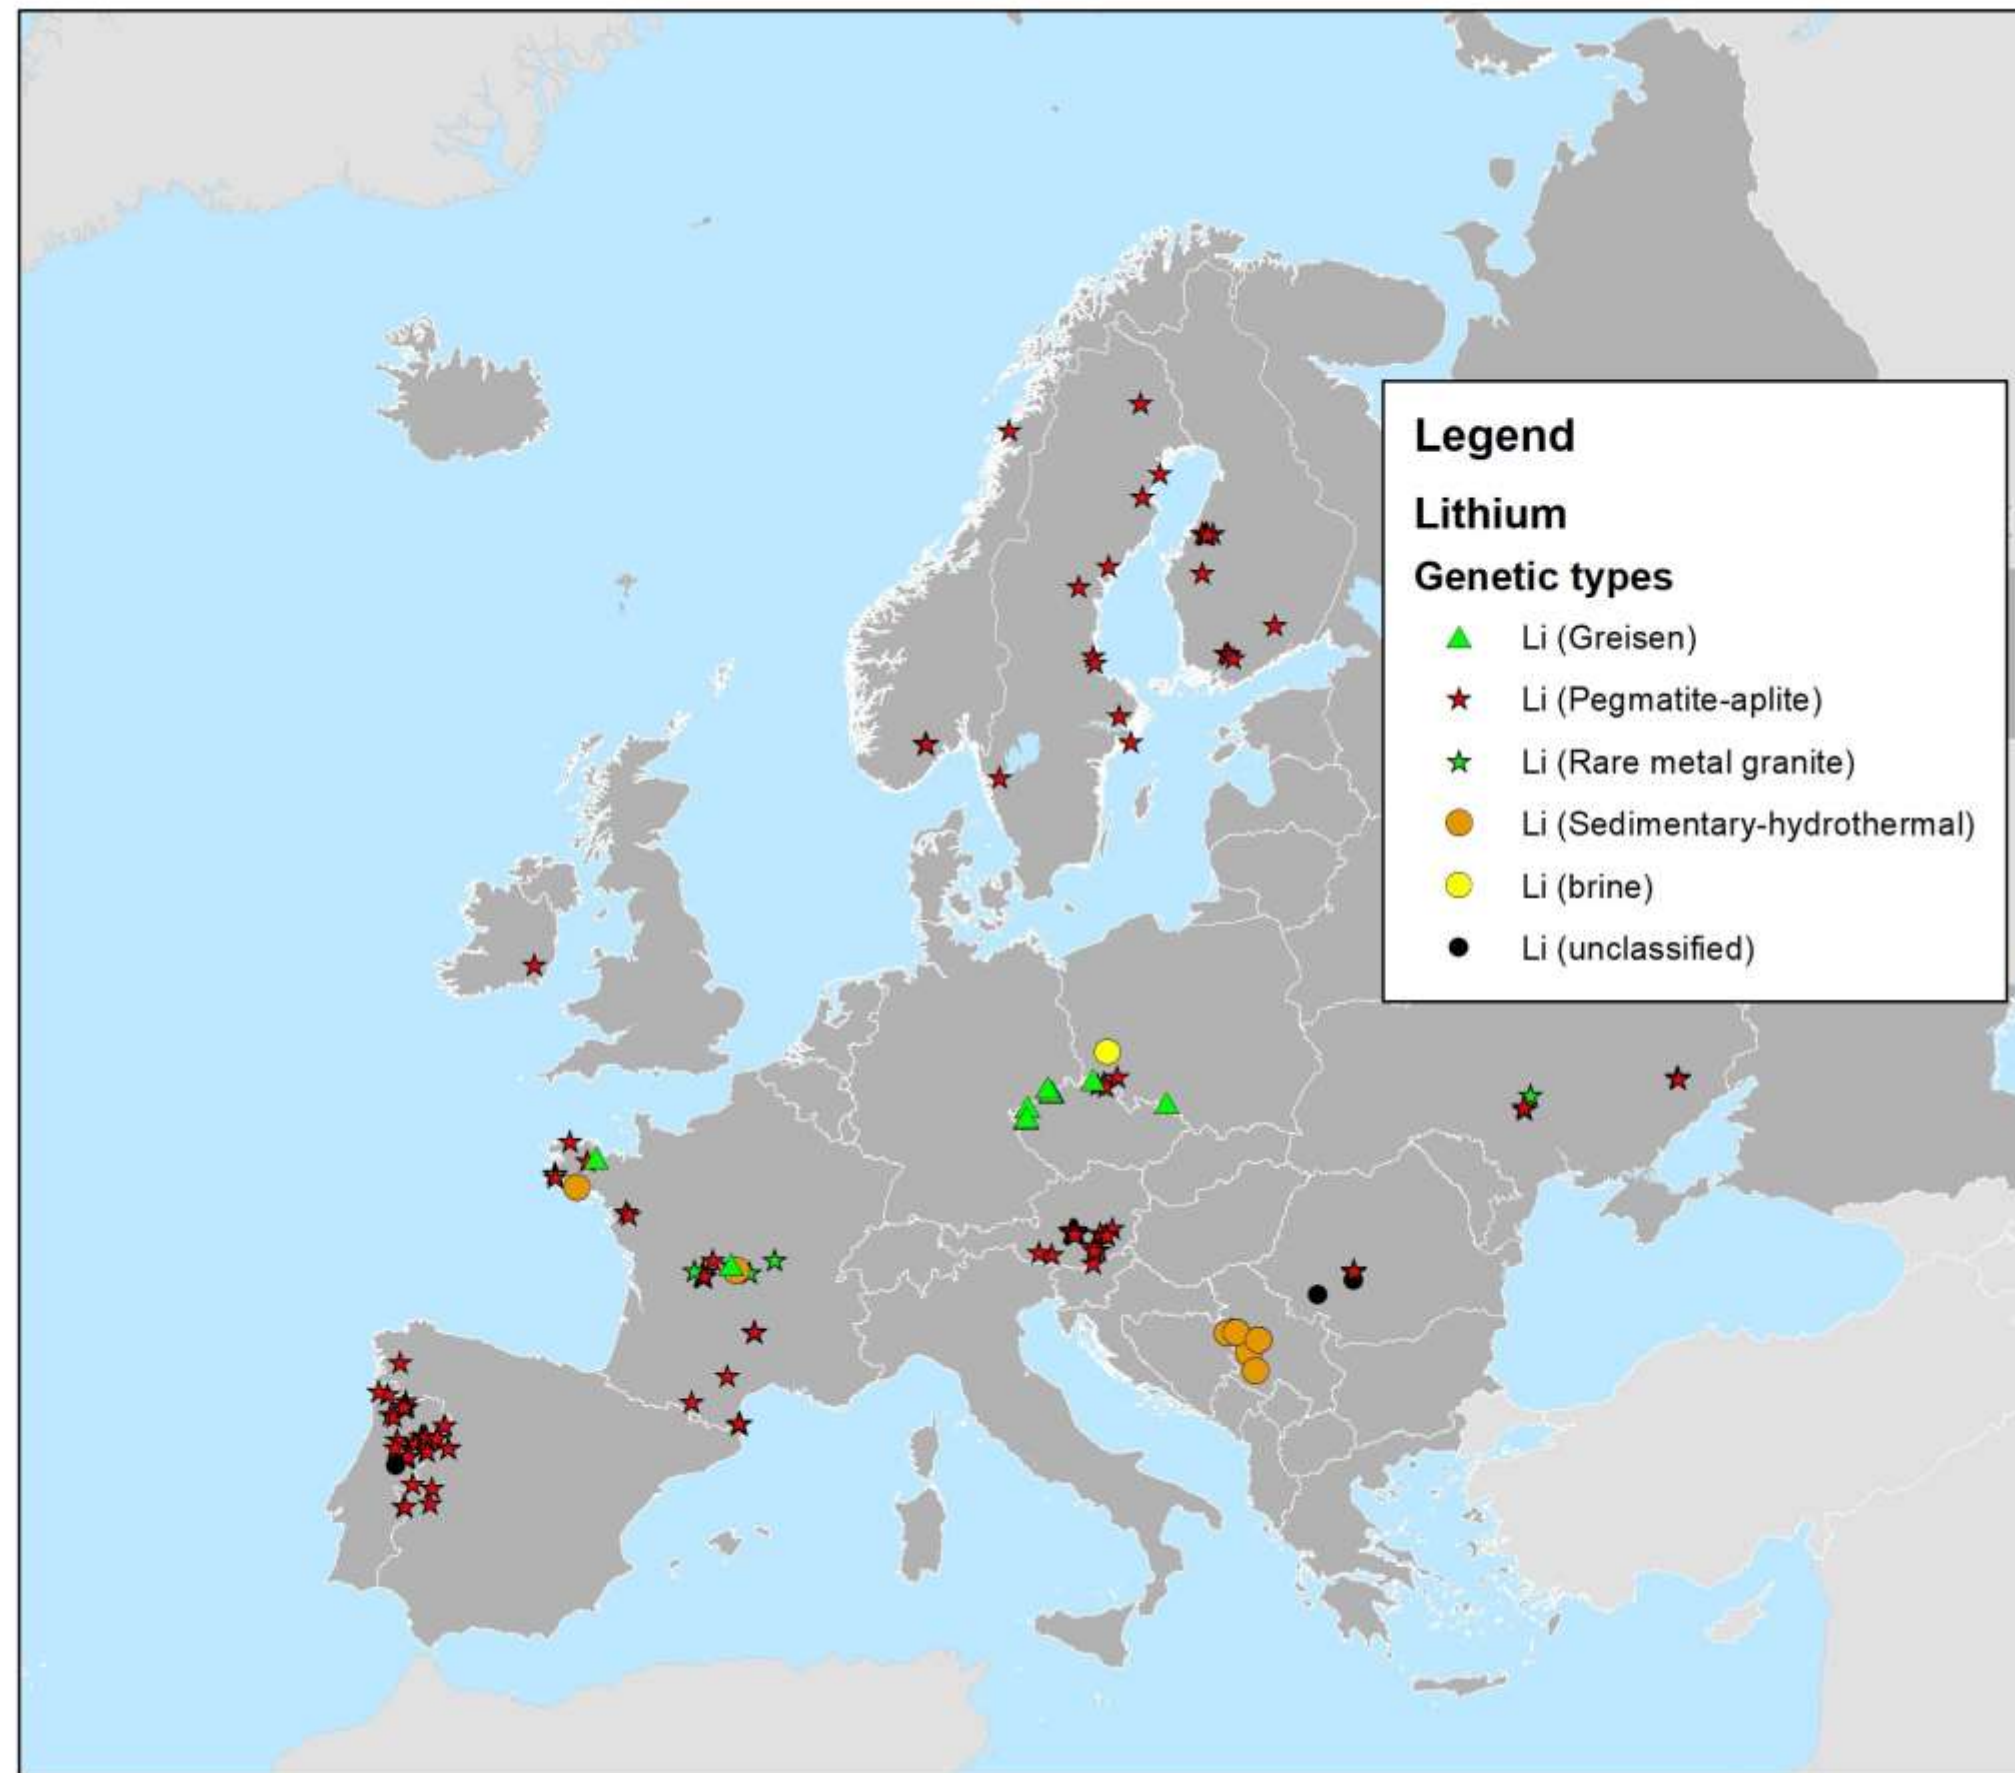 Legend
Lithium
Genetic types
Li (Greisen)
Li (Pegmatite-aplite)
Li (Rare metal granite)
Li (Sedimentary-hydrothermal)
Li (brine)
Li (unclassified)